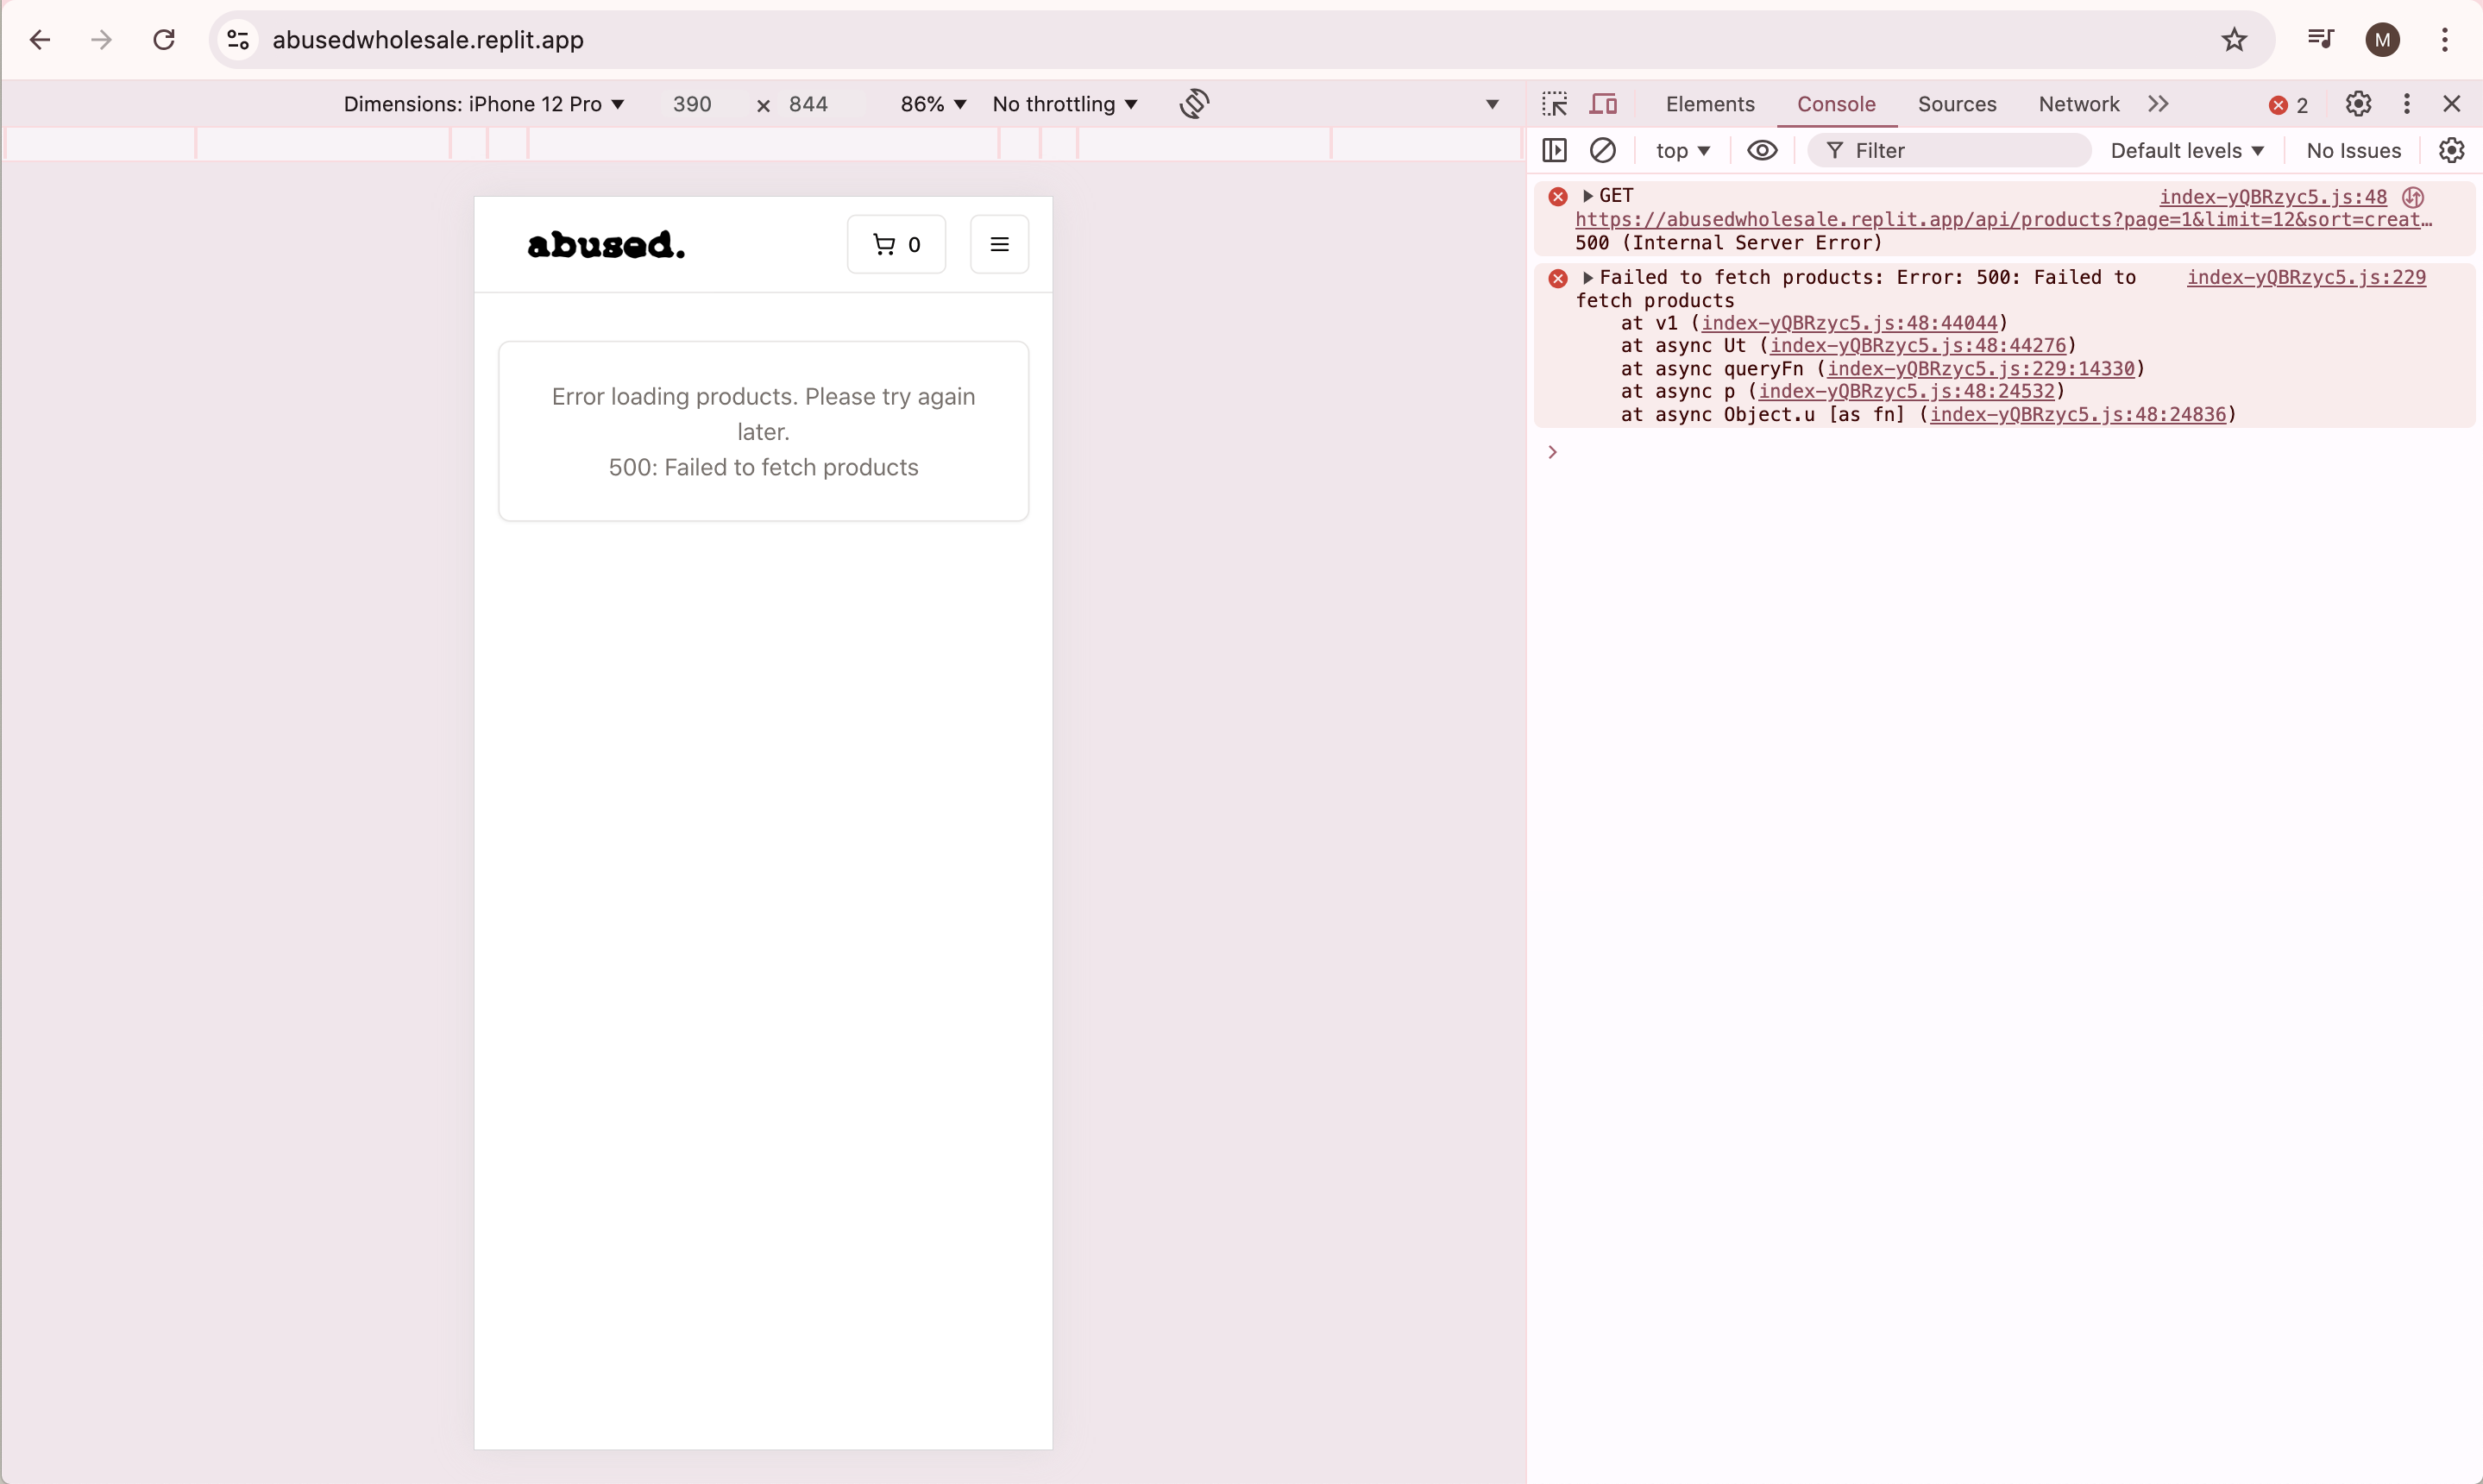 abusedwholesale.replit.app
M
Dimensions: iPhone 12 Pro 390 x 844 86% No throttling
Elements Console Sources Network 2
top Filter Default levels No Issues
abused. 0
Error loading products. Please try again
later.
500: Failed to fetch products
GET index-yQBRzyc5.js:48
https://abusedwholesale.replit.app/api/products?page=1&limit=12&sort=creat…
500 (Internal Server Error)
Failed to fetch products: Error: 500: Failed to index-yQBRzyc5.js:229
fetch products
at v1 (index-yQBRzyc5.js:48:44044)
at async Ut (index-yQBRzyc5.js:48:44276)
at async queryFn (index-yQBRzyc5.js:229:14330)
at async p (index-yQBRzyc5.js:48:24532)
at async Object.u [as fn] (index-yQBRzyc5.js:48:24836)